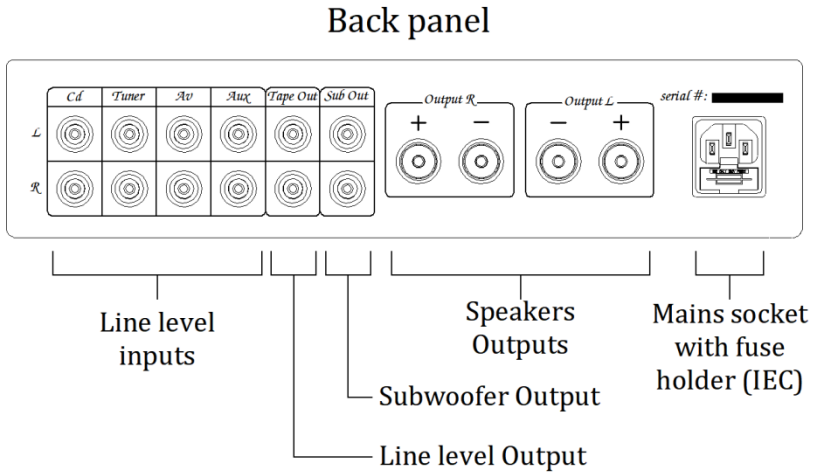 Back panel
Cd Tuner Av Aux Tape Out Sub Out
Output R
Output L
serial #:
L
+ − − +
R
Line level
inputs
Speakers
Outputs
Mains socket
with fuse
holder (IEC)
Subwoofer Output
Line level Output